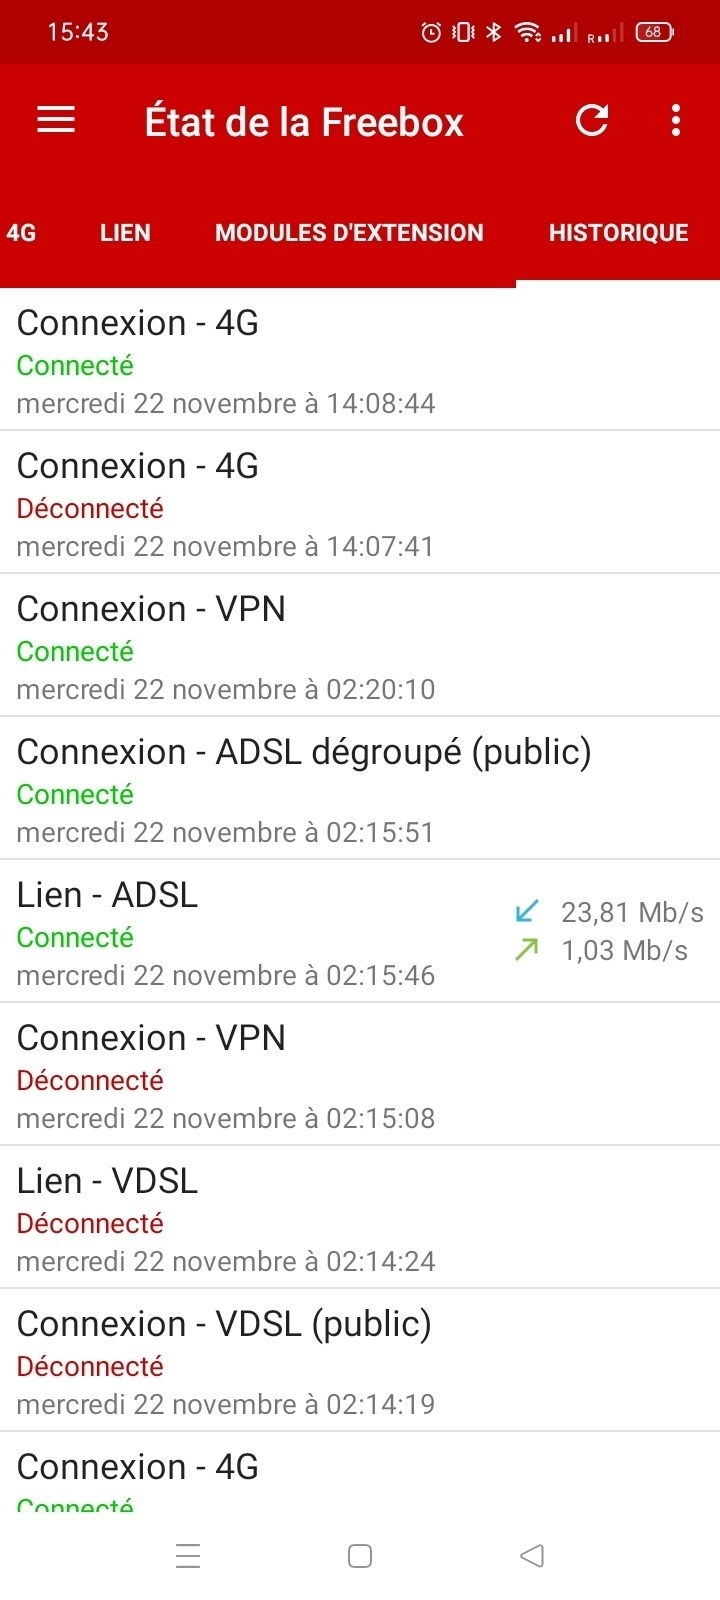 15:43
R
68
État de la Freebox
4G LIEN MODULES D'EXTENSION HISTORIQUE
Connexion - 4G
Connecté
mercredi 22 novembre à 14:08:44
Connexion - 4G
Déconnecté
mercredi 22 novembre à 14:07:41
Connexion - VPN
Connecté
mercredi 22 novembre à 02:20:10
Connexion - ADSL dégroupé (public)
Connecté
mercredi 22 novembre à 02:15:51
Lien - ADSL
23,81 Mb/s
Connecté
1,03 Mb/s
mercredi 22 novembre à 02:15:46
Connexion - VPN
Déconnecté
mercredi 22 novembre à 02:15:08
Lien - VDSL
Déconnecté
mercredi 22 novembre à 02:14:24
Connexion - VDSL (public)
Déconnecté
mercredi 22 novembre à 02:14:19
Connexion - 4G
Connecté